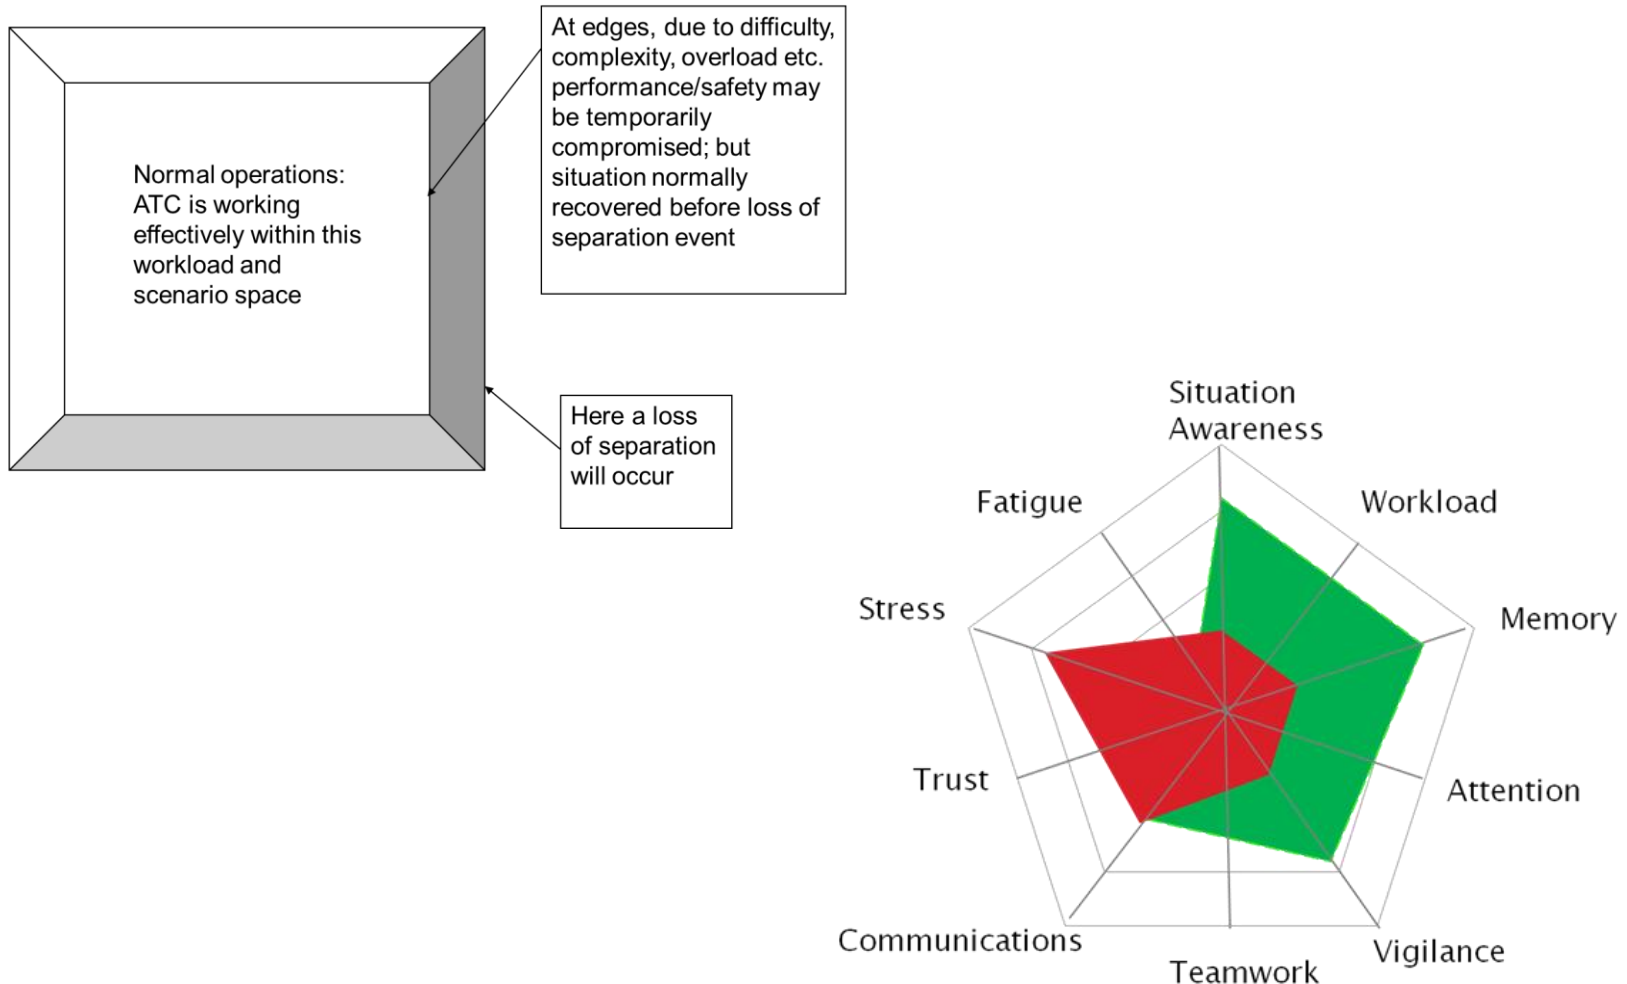 Normal operations:
ATC is working
effectively within this
workload and
scenario space
At edges, due to difficulty,
complexity, overload etc.
performance/safety may
be temporarily
compromised; but
situation normally
recovered before loss of
separation event
Here a loss
of separation
will occur
Situation
Awareness
Fatigue
Workload
Stress
Memory
Trust
Attention
Communications
Vigilance
Teamwork